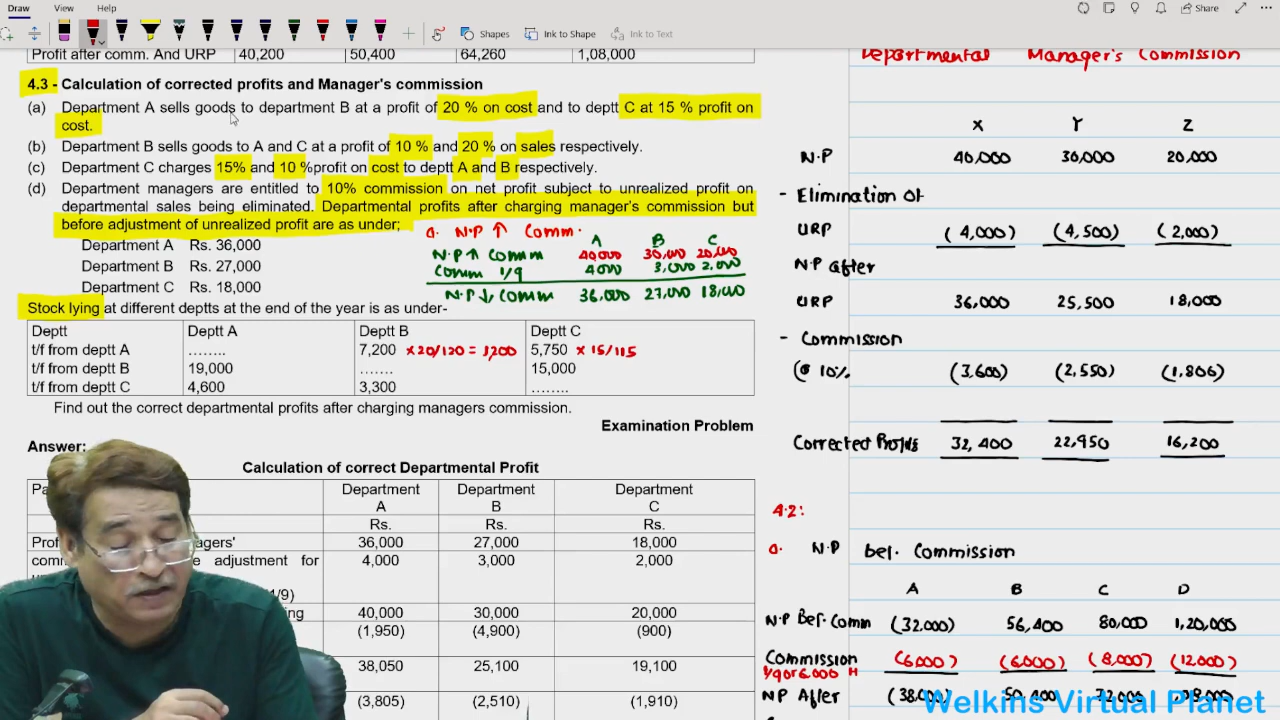 Draw View Help
Shapes Ink to Shape Ink to Text Share
Profit after comm. And URP 40,200 50,400 64,260 1,08,000
4.3 - Calculation of corrected profits and Manager's commission
(a) Department A sells goods to department B at a profit of 20 % on cost and to deptt C at 15 % profit on
cost.
(b) Department B sells goods to A and C at a profit of 10 % and 20 % on sales respectively.
(c) Department C charges 15% and 10 %profit on cost to deptt A and B respectively.
(d) Department managers are entitled to 10% commission on net profit subject to unrealized profit on
departmental sales being eliminated. Departmental profits after charging manager's commission but
before adjustment of unrealized profit are as under;
Department A Rs. 36,000
Department B Rs. 27,000
Department C Rs. 18,000
a. N.P ↑ Comm.
A B C
N.P ↑ Comm 40,000 30,000 20,000
Comm 1/9 4000 3,000 2,000
N.P ↓ Comm 36,000 27,000 18,000
Stock lying at different deptts at the end of the year is as under-
Deptt Deptt A Deptt B Deptt C
t/f from deptt A …….. 7,200 × 20/120 = 1,200 5,750 × 15/115
t/f from deptt B 19,000 ……. 15,000
t/f from deptt C 4,600 3,300 ……..
Find out the correct departmental profits after charging managers commission.
Examination Problem
Answer:
Calculation of correct Departmental Profit
Department Department Department
A B C
Rs. Rs. Rs.
36,000 27,000 18,000
adjustment for 4,000 3,000 2,000
1/9)
40,000 30,000 20,000
(1,950) (4,900) (900)
38,050 25,100 19,100
(3,805) (2,510) (1,910)
Departmental Manager's Commission
X Y Z
N.P 40,000 30,000 20,000
- Elimination Of
URP (4,000) (4,500) (2,000)
N.P after
URP 36,000 25,500 18,000
- Commission
@ 10% (3,600) (2,550) (1,800)
Corrected Profits 32,400 22,950 16,200
4.2:
a. N.P bef. Commission
A B C D
N.P Bef. Comm (32,000) 56,400 80,000 1,20,000
Commission (6,000) (6,000) (8,000) (12,000)
1/9 or 6,000 H
NP After
Welkins Virtual Planet